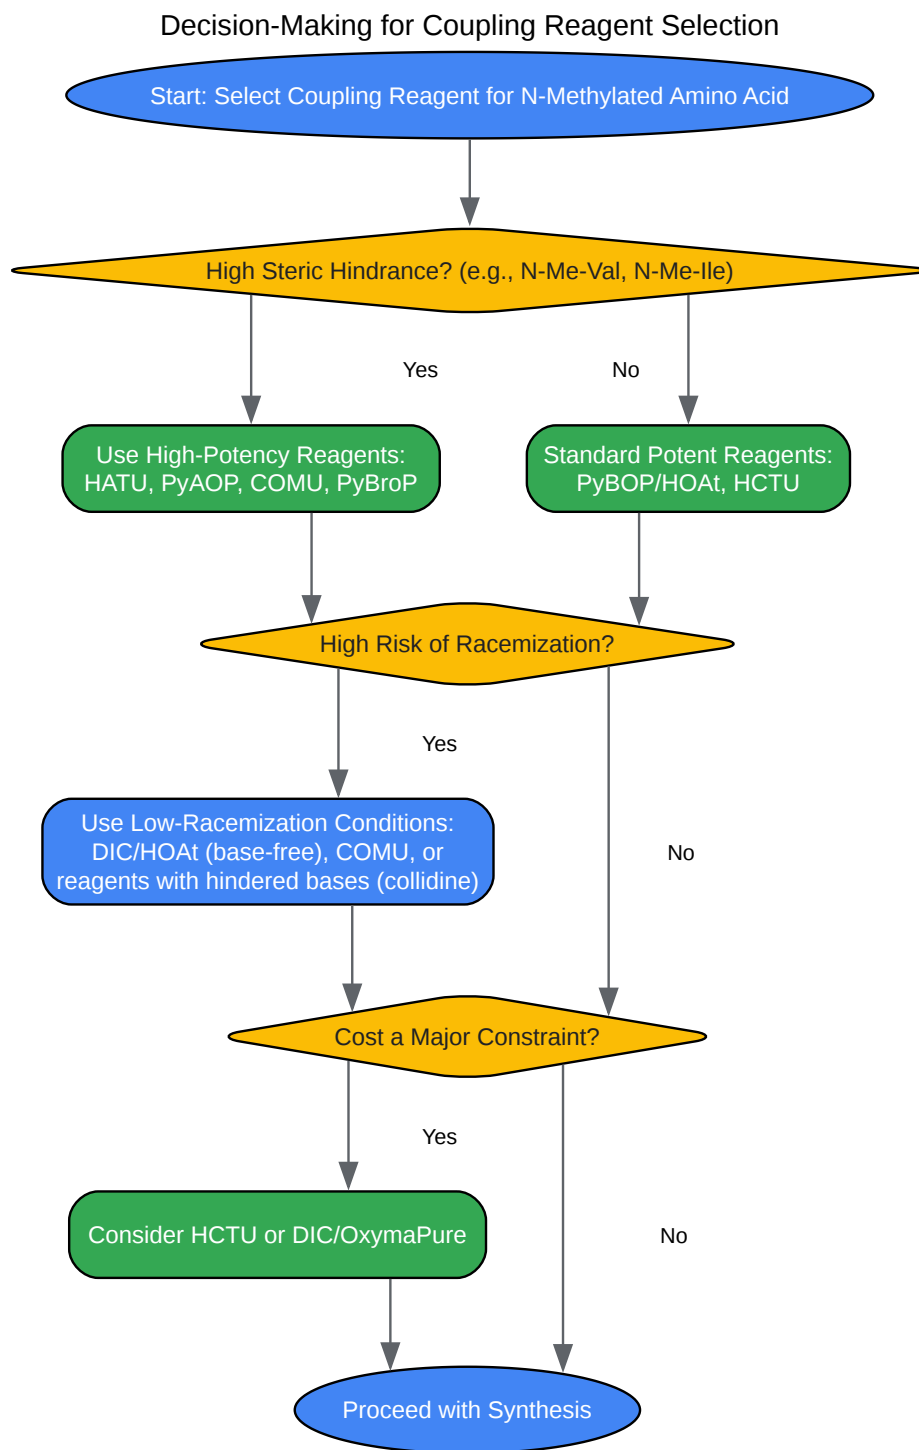 Decision-Making for Coupling Reagent Selection
Start: Select Coupling Reagent for N-Methylated Amino Acid
High Steric Hindrance? (e.g., N-Me-Val, N-Me-Ile)
Yes
No
Use High-Potency Reagents:
HATU, PyAOP, COMU, PyBroP
Standard Potent Reagents:
PyBOP/HOAt, HCTU
High Risk of Racemization?
Yes
Use Low-Racemization Conditions:
DIC/HOAt (base-free), COMU, or
reagents with hindered bases (collidine)
No
Cost a Major Constraint?
Yes
Consider HCTU or DIC/OxymaPure
No
Proceed with Synthesis